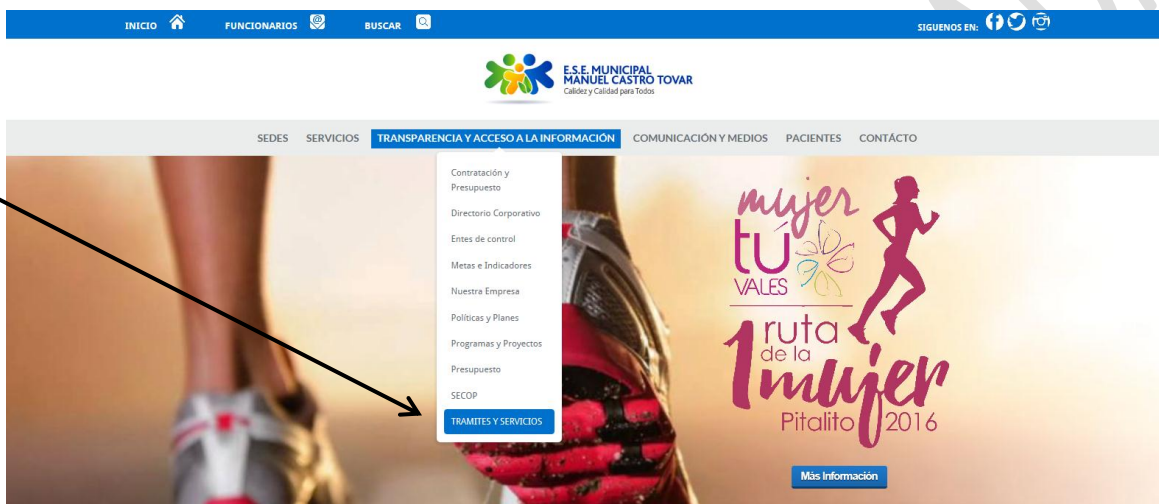 INICIO FUNCIONARIOS BUSCAR SIGUENOS EN:
E.S.E. MUNICIPAL
MANUEL CASTRO TOVAR
Calidez y Calidad para Todos
SEDES SERVICIOS TRANSPARENCIA Y ACCESO A LA INFORMACIÓN COMUNICACIÓN Y MEDIOS PACIENTES CONTÁCTO
Contratación y
Presupuesto
Directorio Corporativo
Entes de control
Metas e Indicadores
Nuestra Empresa
Políticas y Planes
Programas y Proyectos
Presupuesto
SECOP
TRAMITES Y SERVICIOS
mujer
tú
VALES
1 ruta
de la
mujer
Pitalito 2016
Más Información